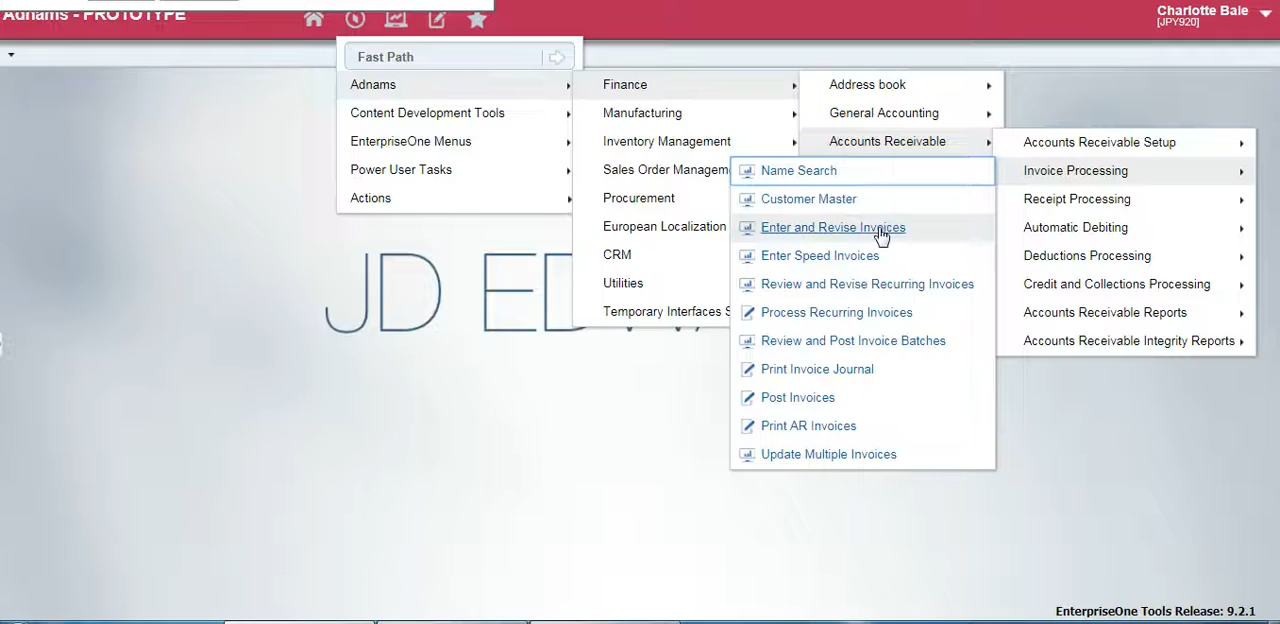 Adnams - PROTOTYPE
Charlotte Bale
[JPY920]
Fast Path
Adnams
Content Development Tools
EnterpriseOne Menus
Power User Tasks
Actions
Finance
Manufacturing
Inventory Management
Sales Order Managem
Procurement
European Localization
CRM
Utilities
Temporary Interfaces S
Address book
General Accounting
Accounts Receivable
Name Search
Customer Master
Enter and Revise Invoices
Enter Speed Invoices
Review and Revise Recurring Invoices
Process Recurring Invoices
Review and Post Invoice Batches
Print Invoice Journal
Post Invoices
Print AR Invoices
Update Multiple Invoices
Accounts Receivable Setup
Invoice Processing
Receipt Processing
Automatic Debiting
Deductions Processing
Credit and Collections Processing
Accounts Receivable Reports
Accounts Receivable Integrity Reports
JD ED
EnterpriseOne Tools Release: 9.2.1